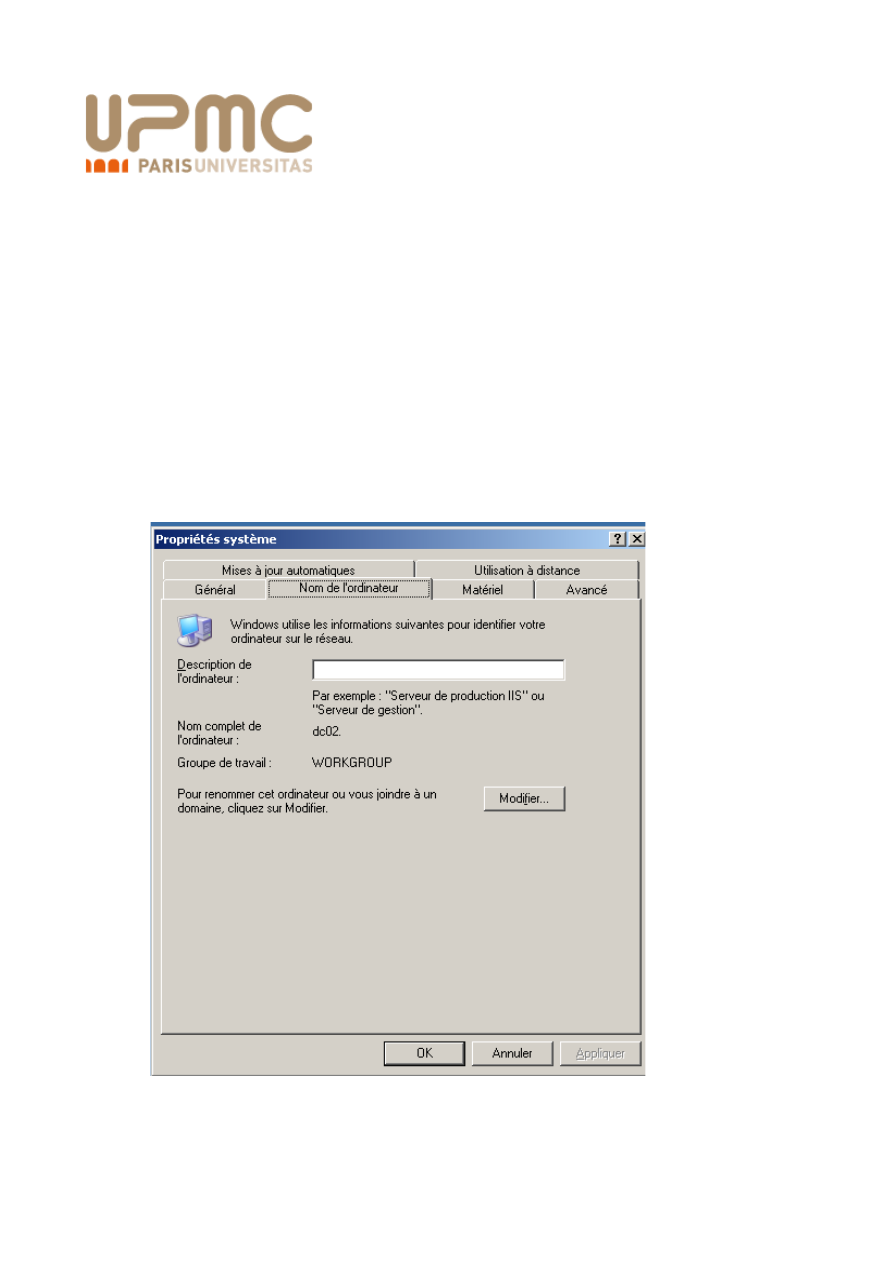 UPMC
PARISUNIVERSITAS
Propriétés système
Mises à jour automatiques
Utilisation à distance
Général
Nom de l'ordinateur
Matériel
Avancé
Windows utilise les informations suivantes pour identifier votre
ordinateur sur le réseau.
Description de
l'ordinateur :
Par exemple : "Serveur de production IIS" ou
"Serveur de gestion".
Nom complet de
l'ordinateur :
dc02.
Groupe de travail :
WORKGROUP
Pour renommer cet ordinateur ou vous joindre à un
domaine, cliquez sur Modifier.
Modifier...
OK
Annuler
Appliquer